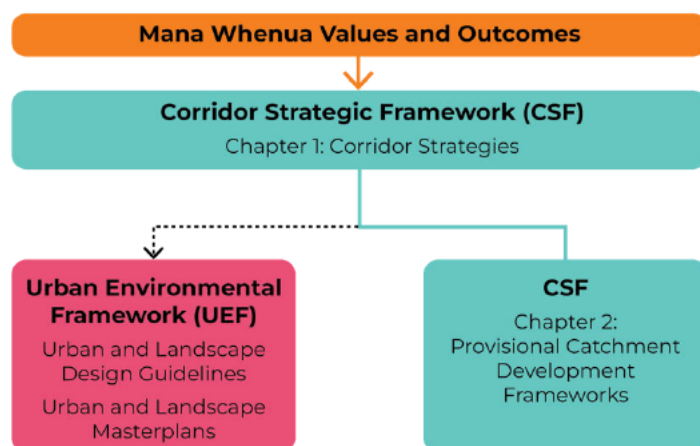 Mana Whenua Values and Outcomes
Corridor Strategic Framework (CSF)
Chapter 1: Corridor Strategies
Urban Environmental
Framework (UEF)
Urban and Landscape
Design Guidelines
Urban and Landscape
Masterplans
CSF
Chapter 2:
Provisional Catchment
Development
Frameworks